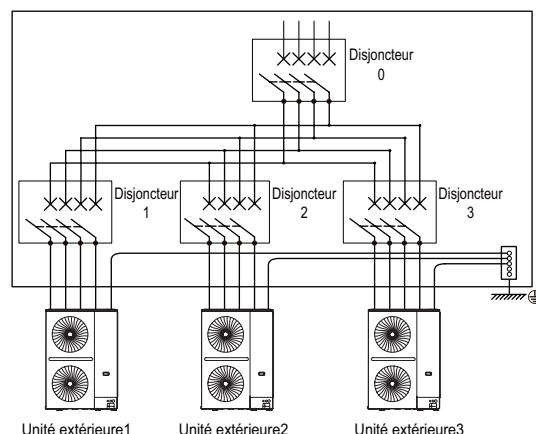 Disjoncteur
0
Disjoncteur
1
Disjoncteur
2
Disjoncteur
3
Unité extérieure1
Unité extérieure2
Unité extérieure3